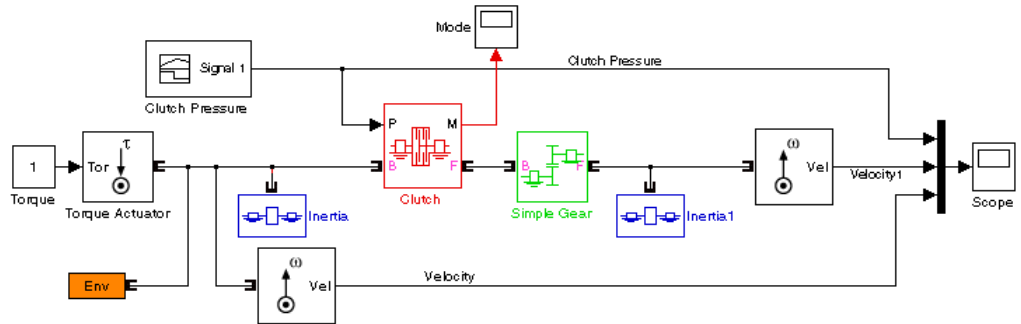 Mode
Signal 1
Clutch Pressure
Clutch Pressure
P
M
B
F
Clutch
1
Torque
Tor
τ
Torque Actuator
Inertia
B
F
Simple Gear
Inertia1
ω
Vel
Velocity1
Scope
Env
ω
Vel
Velocity